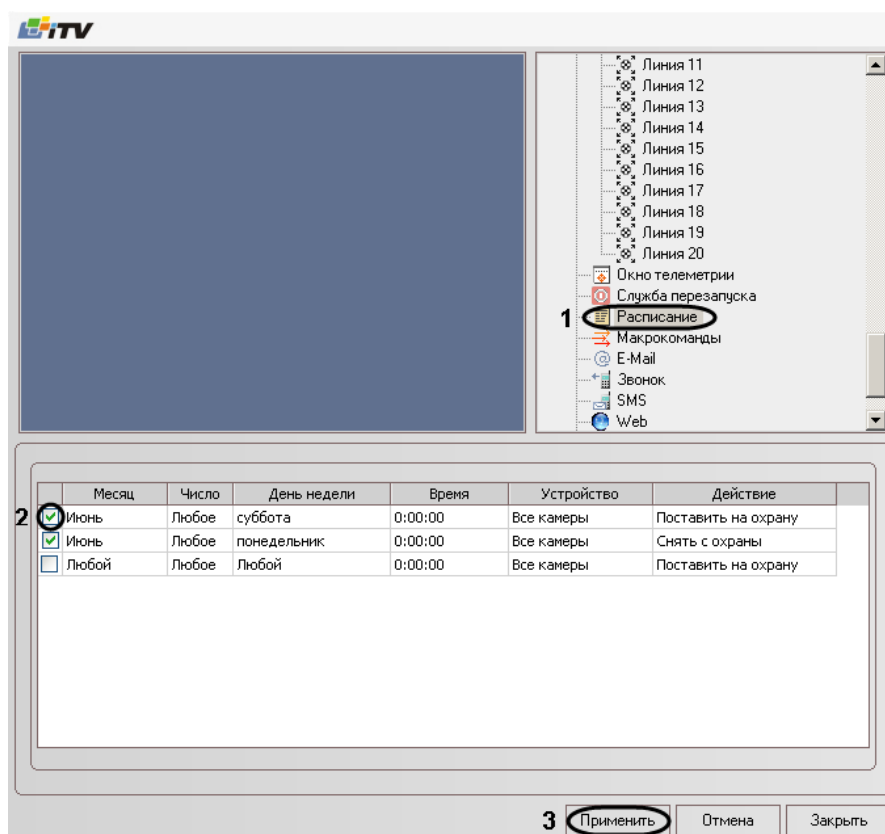 iTV
Линия 11
Линия 12
Линия 13
Линия 14
Линия 15
Линия 16
Линия 17
Линия 18
Линия 19
Линия 20
Окно телеметрии
Служба перезапуска
1 Расписание
Макрокоманды
E-Mail
Звонок
SMS
Web
Месяц Число День недели Время Устройство Действие
2 Июнь Любое суббота 0:00:00 Все камеры Поставить на охрану
Июнь Любое понедельник 0:00:00 Все камеры Снять с охраны
Любой Любое Любой 0:00:00 Все камеры Поставить на охрану
3 Применить Отмена Закрыть